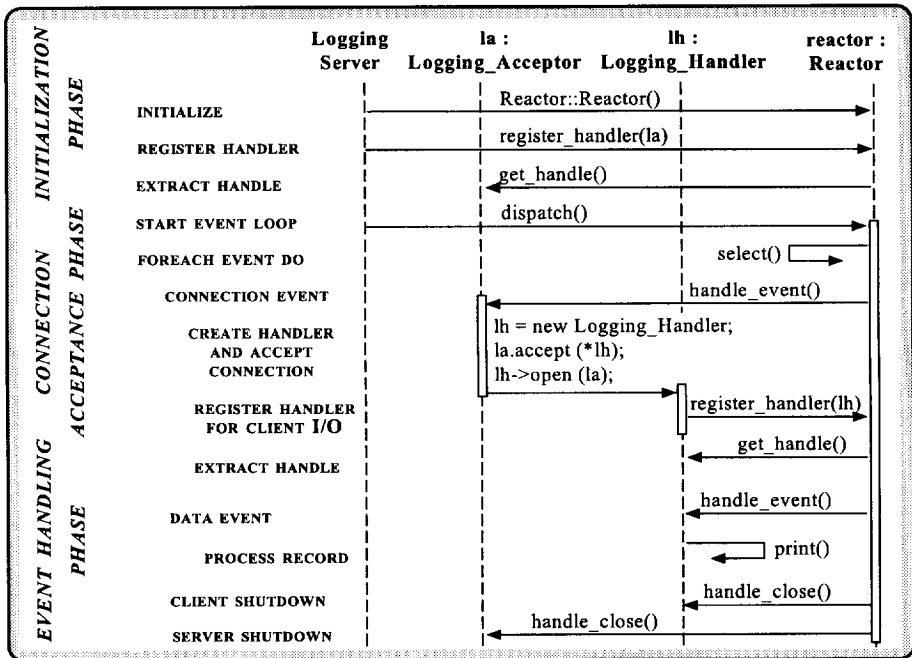 INITIALIZATION
PHASE
CONNECTION
ACCEPTANCE PHASE
EVENT HANDLING
PHASE
Logging
Server
la :
Logging_Acceptor
lh :
Logging_Handler
reactor :
Reactor
INITIALIZE
Reactor::Reactor()
REGISTER HANDLER
register_handler(la)
EXTRACT HANDLE
get_handle()
START EVENT LOOP
dispatch()
FOREACH EVENT DO
select()
CONNECTION EVENT
handle_event()
CREATE HANDLER
AND ACCEPT
CONNECTION
lh = new Logging_Handler;
la.accept (*lh);
lh->open (la);
REGISTER HANDLER
FOR CLIENT I/O
register_handler(lh)
EXTRACT HANDLE
get_handle()
DATA EVENT
handle_event()
PROCESS RECORD
print()
CLIENT SHUTDOWN
handle_close()
SERVER SHUTDOWN
handle_close()